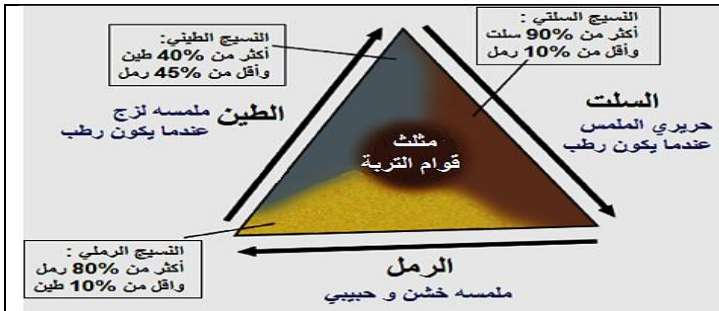 النسيج السلتي :
أكثر من 90% سلت
وأقل من 10% رمل
النسيج الطيني:
أكثر من 40% طين
وأقل من 45% رمل
السلت
حريري الملمس
عندما يكون رطب
الطين
ملمسه لزج
عندما يكون رطب
مثلث
قوام التربة
النسيج الرملي :
أكثر من 80% رمل
واقل من 10% طين
الرمل
ملمسه خشن و حبيبي